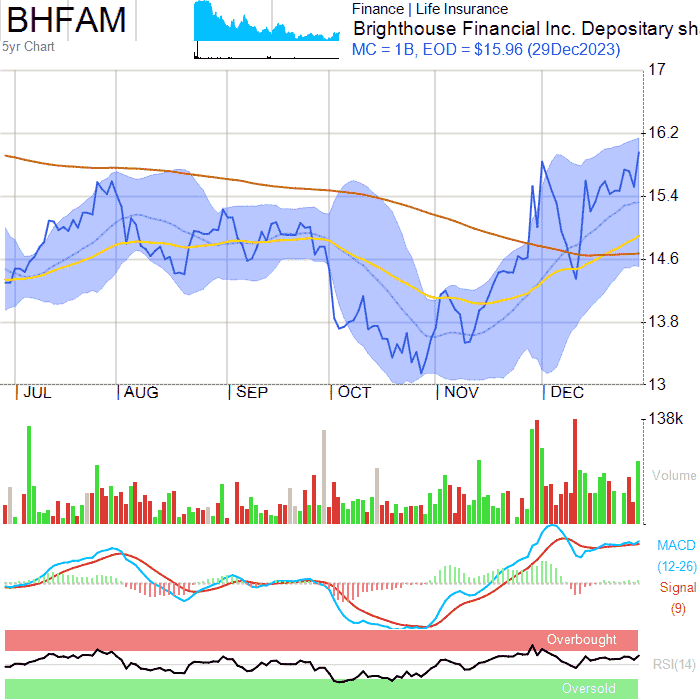 BHFAM
5yr Chart
Finance | Life Insurance
Brighthouse Financial Inc. Depositary sh
MC = 1B, EOD = $15.96 (29Dec2023)
17
16.2
15.4
14.6
13.8
13
JUL AUG SEP OCT NOV DEC
138k
Volume
MACD
(12-26)
Signal
(9)
Overbought
RSI(14)
Oversold